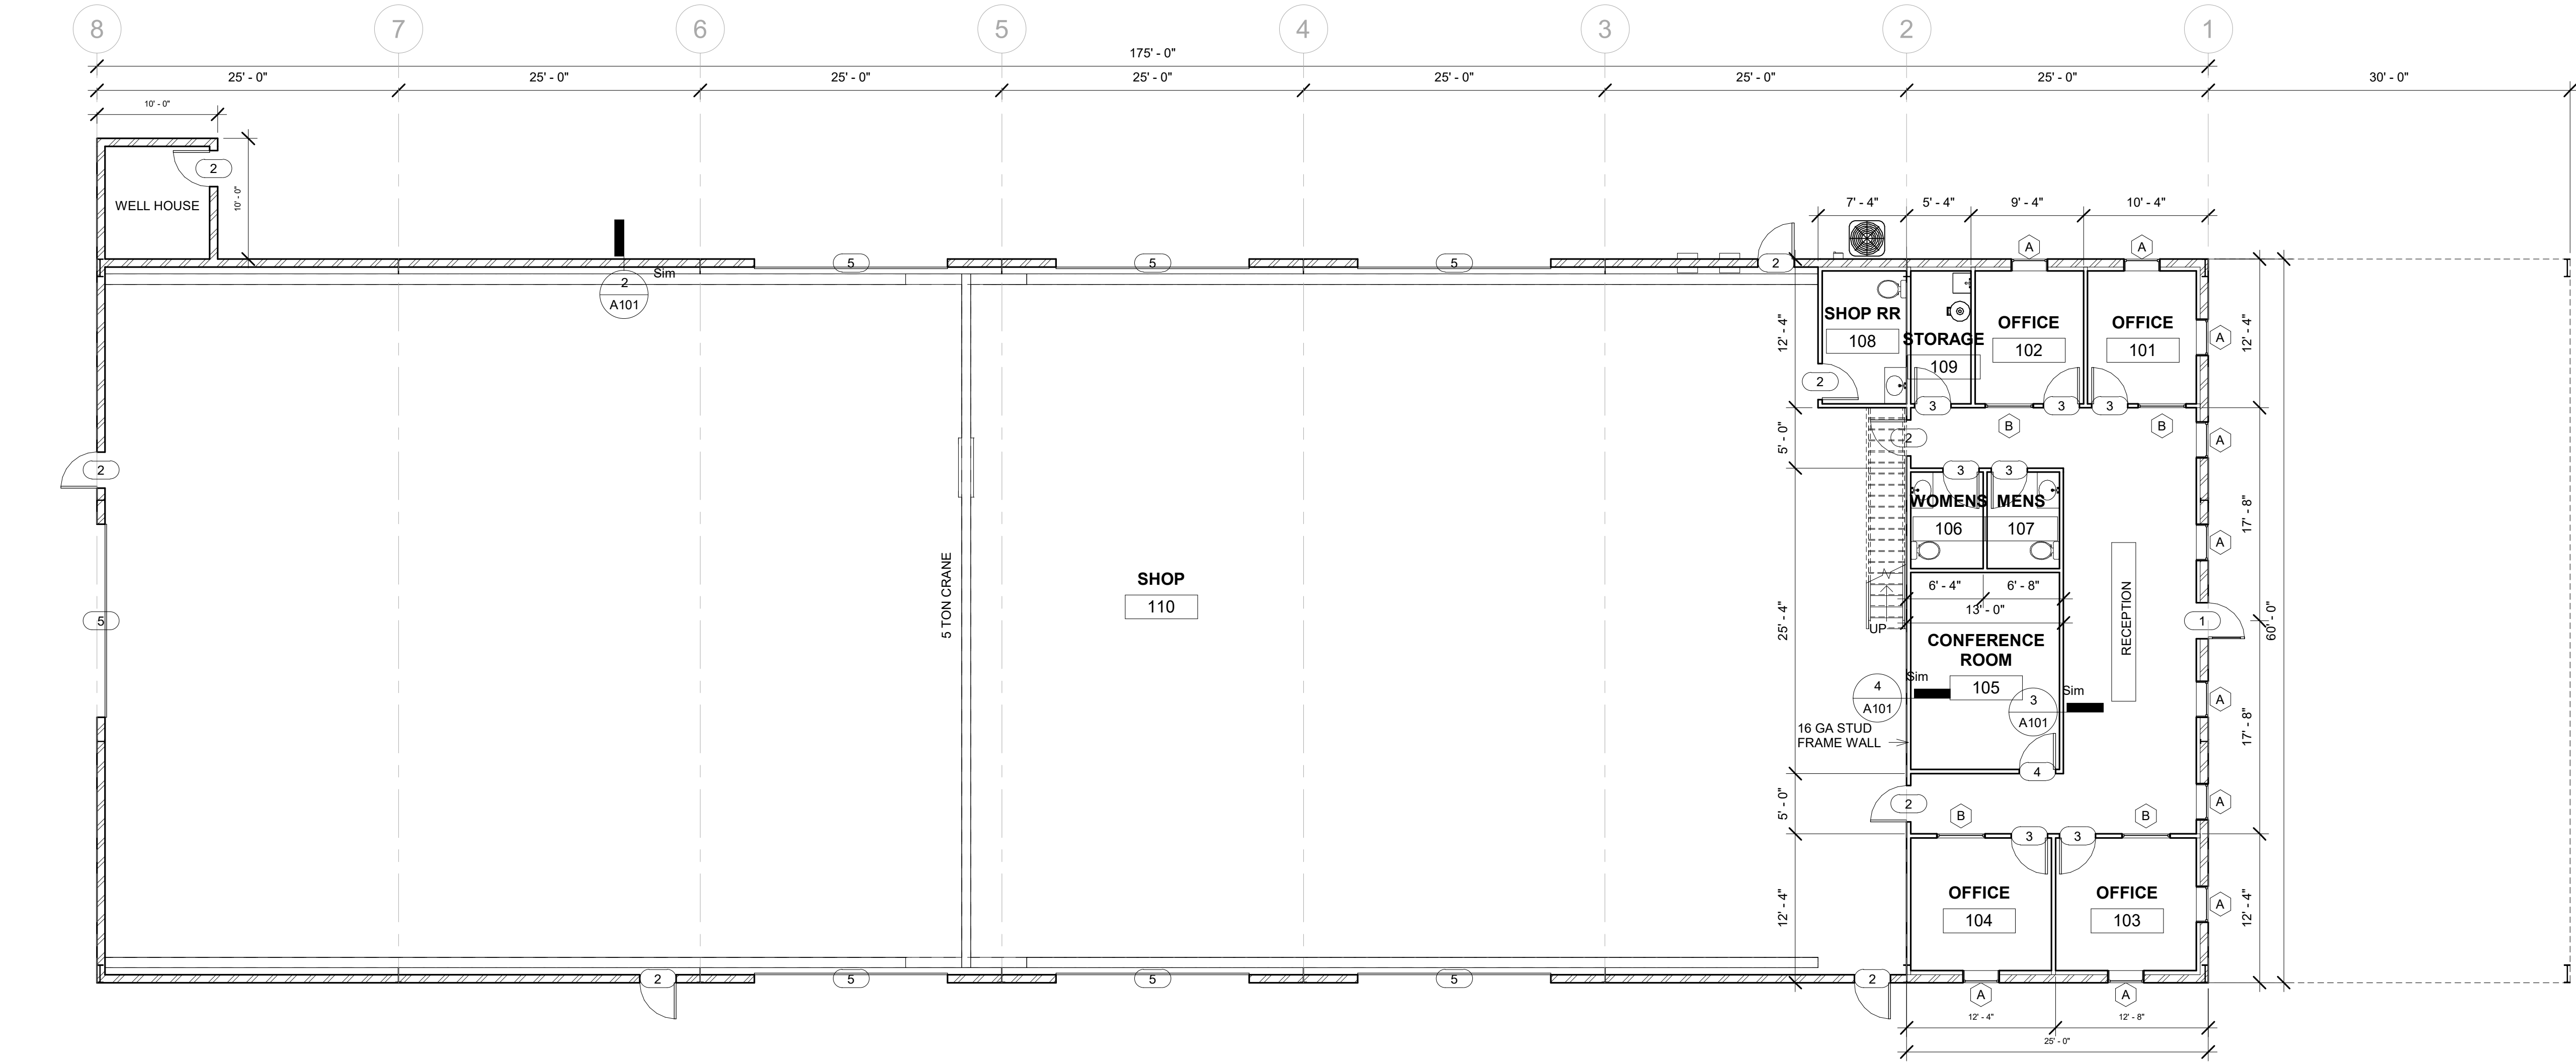 8 7 6 5 4 3 2 1
175' - 0"
25' - 0" 25' - 0" 25' - 0" 25' - 0" 25' - 0" 25' - 0" 25' - 0" 30' - 0"
10' - 0"
2
10' - 0"
WELL HOUSE
7' - 4" 5' - 4" 9' - 4" 10' - 4"
A A
5 5 5 2
Sim
2
A101
SHOP RR
108
STORAGE
109
OFFICE
102
OFFICE
101
12' - 4"
A
12' - 4"
2
3 3 3
B B
2
5' - 0"
A
2
3 3
WOMENS
106
MENS
107
17' - 8"
A
5 TON CRANE
SHOP
110
6' - 4" 6' - 8"
13' - 0"
UP
5
25' - 4"
RECEPTION
1
60' - 0"
CONFERENCE
ROOM
105
Sim
4
A101
Sim
3
A101
A
16 GA STUD
FRAME WALL
17' - 8"
4
5' - 0"
2
B B
A
3 3
OFFICE
104
OFFICE
103
12' - 4"
A
12' - 4"
2 5 5 5 2
A A
12' - 4" 12' - 8"
25' - 0"